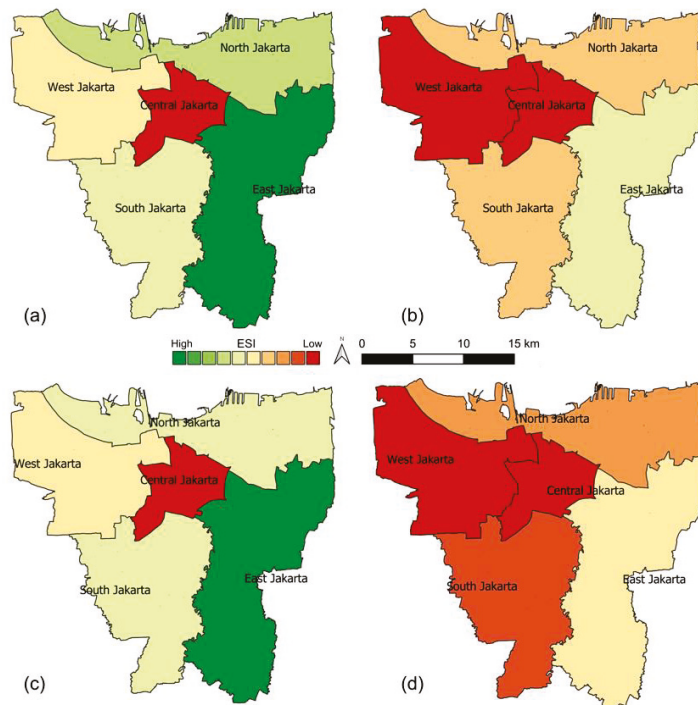 North Jakarta
West Jakarta
Central Jakarta
East Jakarta
South Jakarta
(a)
North Jakarta
West Jakarta
Central Jakarta
East Jakarta
South Jakarta
(b)
High ESI Low
N
0 5 10 15 km
North Jakarta
West Jakarta
Central Jakarta
East Jakarta
South Jakarta
(c)
North Jakarta
West Jakarta
Central Jakarta
East Jakarta
South Jakarta
(d)